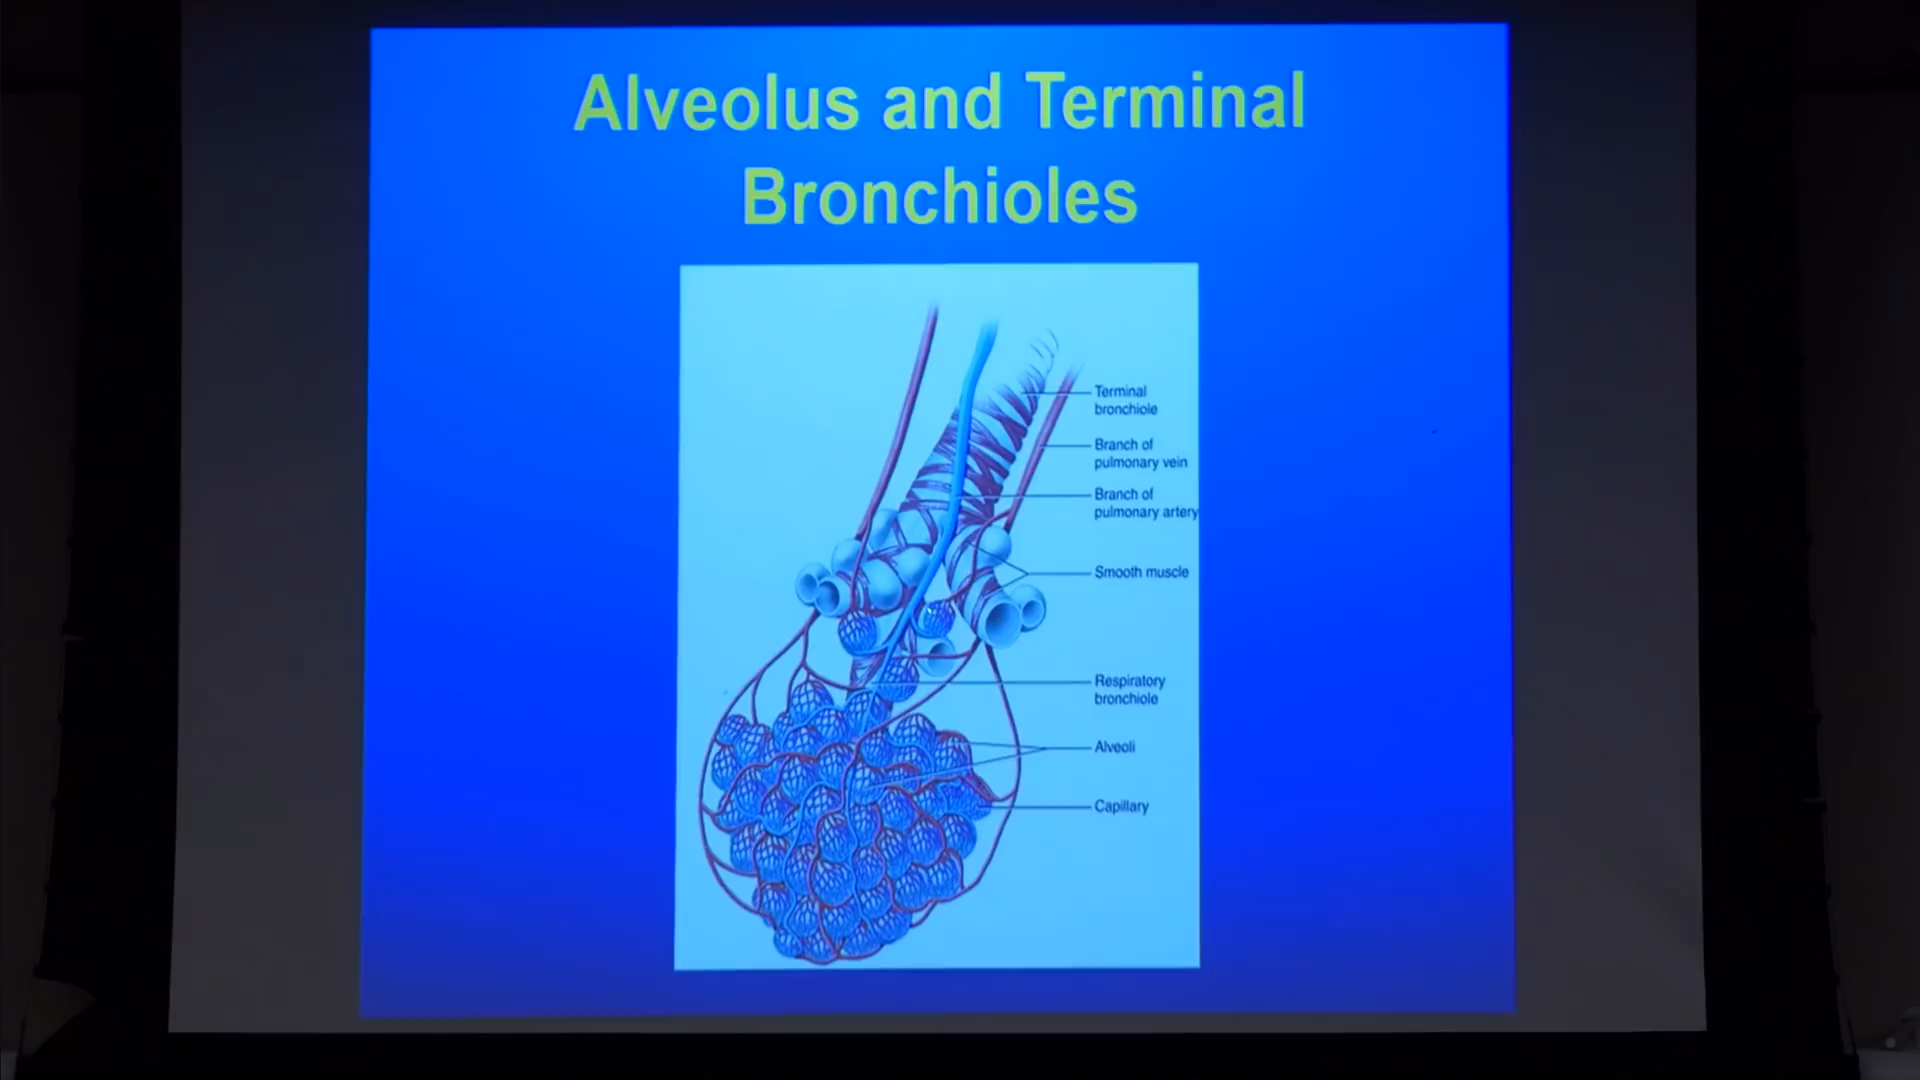 Alveolus and Terminal
Bronchioles
Terminal
bronchiole
Branch of
pulmonary vein
Branch of
pulmonary artery
Smooth muscle
Respiratory
bronchiole
Alveoli
Capillary